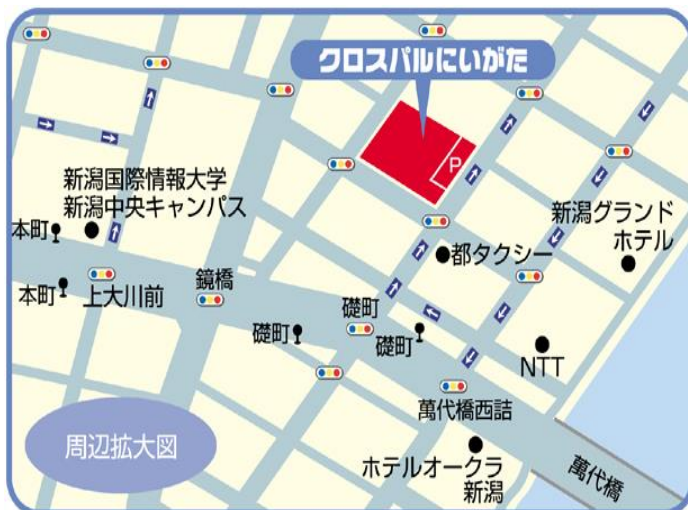 クロスパルにいがた
P
新潟国際情報大学
新潟中央キャンパス
新潟グランド
ホテル
本町
都タクシー
本町
上大川前
鏡橋
礎町
礎町
礎町
NTT
萬代橋西詰
周辺拡大図
ホテルオークラ
新潟
萬代橋